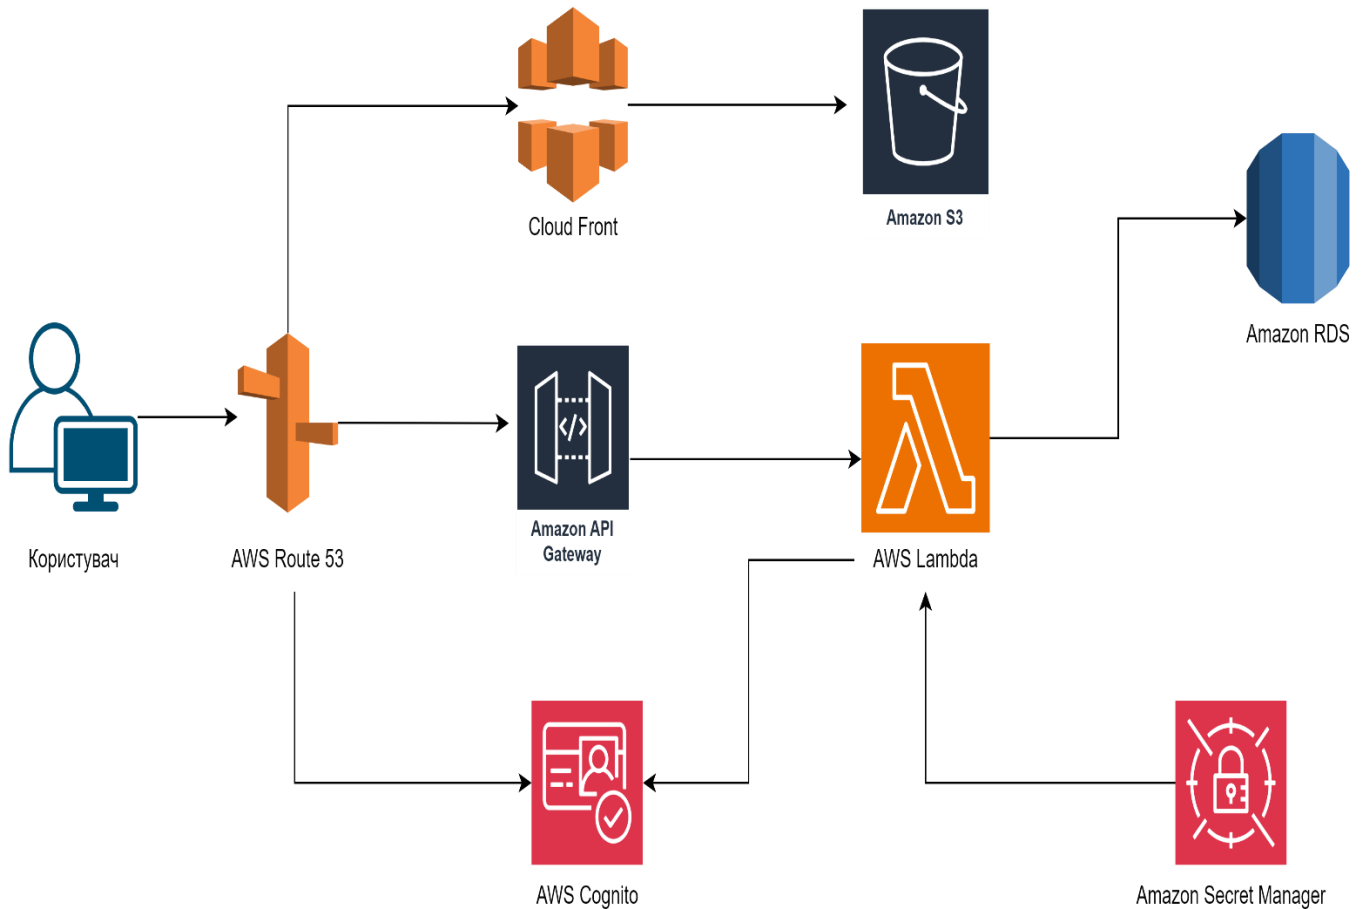 Cloud Front
Amazon S3
Amazon RDS
Користувач
AWS Route 53
</>
Amazon API
Gateway
AWS Lambda
AWS Cognito
Amazon Secret Manager